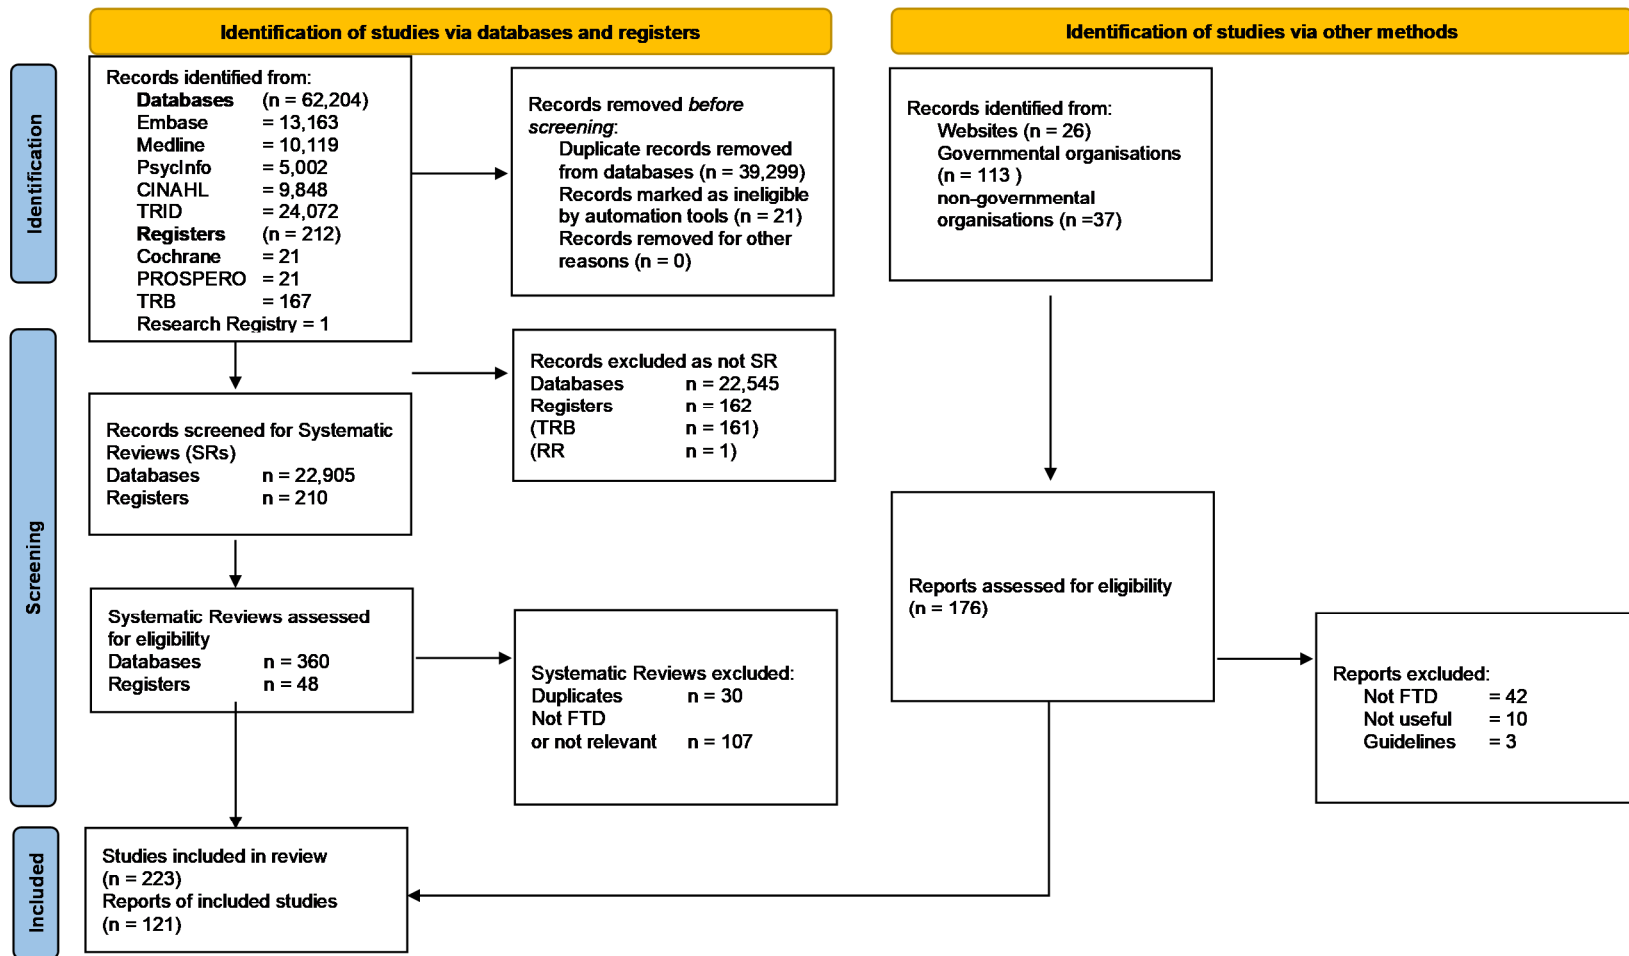 Identification of studies via databases and registers
Identification of studies via other methods
Identification
Records identified from:
Databases (n = 62,204)
Embase = 13,163
Medline = 10,119
PsycInfo = 5,002
CINAHL = 9,848
TRID = 24,072
Registers (n = 212)
Cochrane = 21
PROSPERO = 21
TRB = 167
Research Registry = 1
Records removed before
screening:
Duplicate records removed
from databases (n = 39,299)
Records marked as ineligible
by automation tools (n = 21)
Records removed for other
reasons (n = 0)
Records identified from:
Websites (n = 26)
Governmental organisations
(n = 113 )
non-governmental
organisations (n =37)
Screening
Records screened for Systematic
Reviews (SRs)
Databases n = 22,905
Registers n = 210
Records excluded as not SR
Databases n = 22,545
Registers n = 162
(TRB n = 161)
(RR n = 1)
Systematic Reviews assessed
for eligibility
Databases n = 360
Registers n = 48
Systematic Reviews excluded:
Duplicates n = 30
Not FTD
or not relevant n = 107
Reports assessed for eligibility
(n = 176)
Reports excluded:
Not FTD = 42
Not useful = 10
Guidelines = 3
Included
Studies included in review
(n = 223)
Reports of included studies
(n = 121)